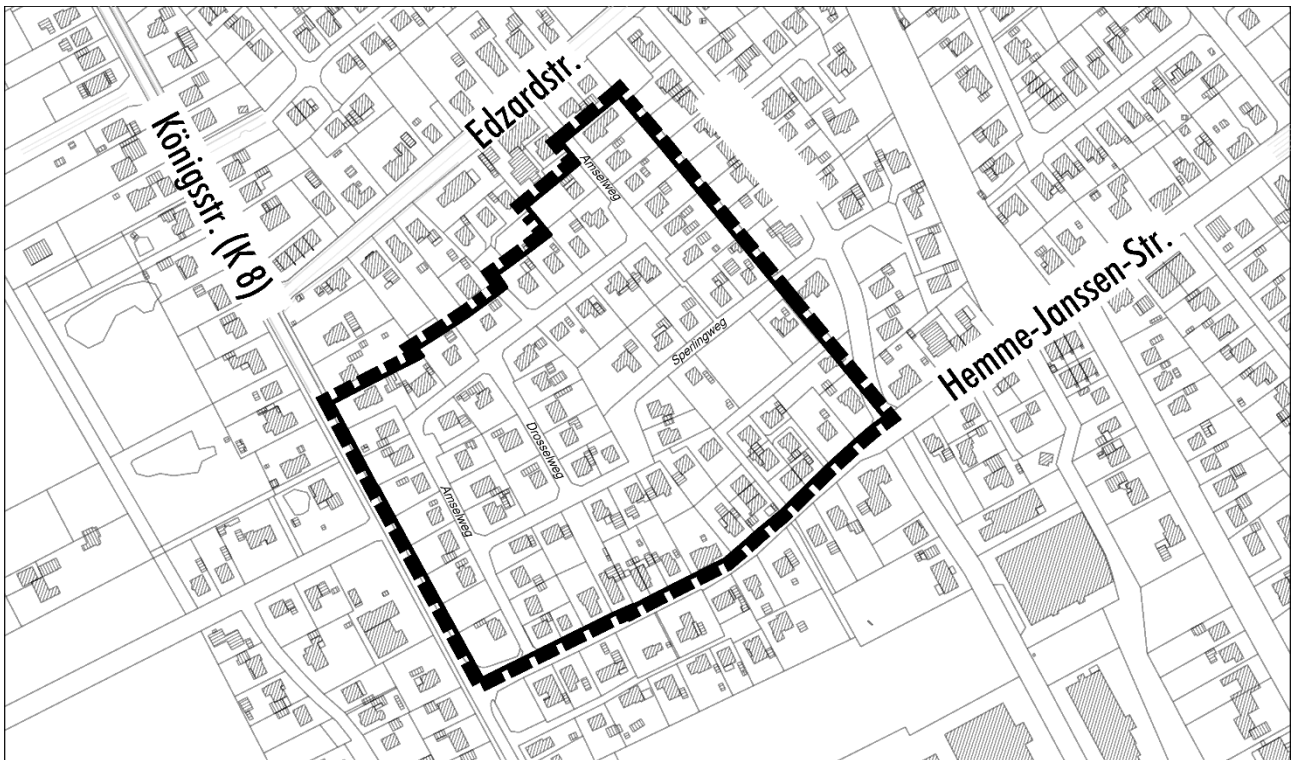 Edzardstr.
Königsstr. (K 8)
Amselweg
Hemme-Janssen-Str.
Sperlingweg
Drosselweg
Amselweg